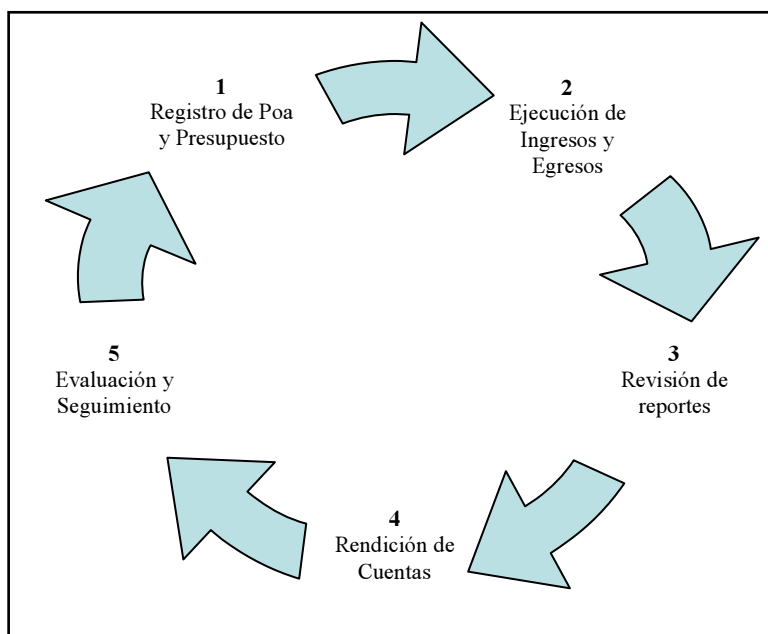 1
Registro de Poa
y Presupuesto
2
Ejecución de
Ingresos y
Egresos
3
Revisión de
reportes
4
Rendición de
Cuentas
5
Evaluación y
Seguimiento